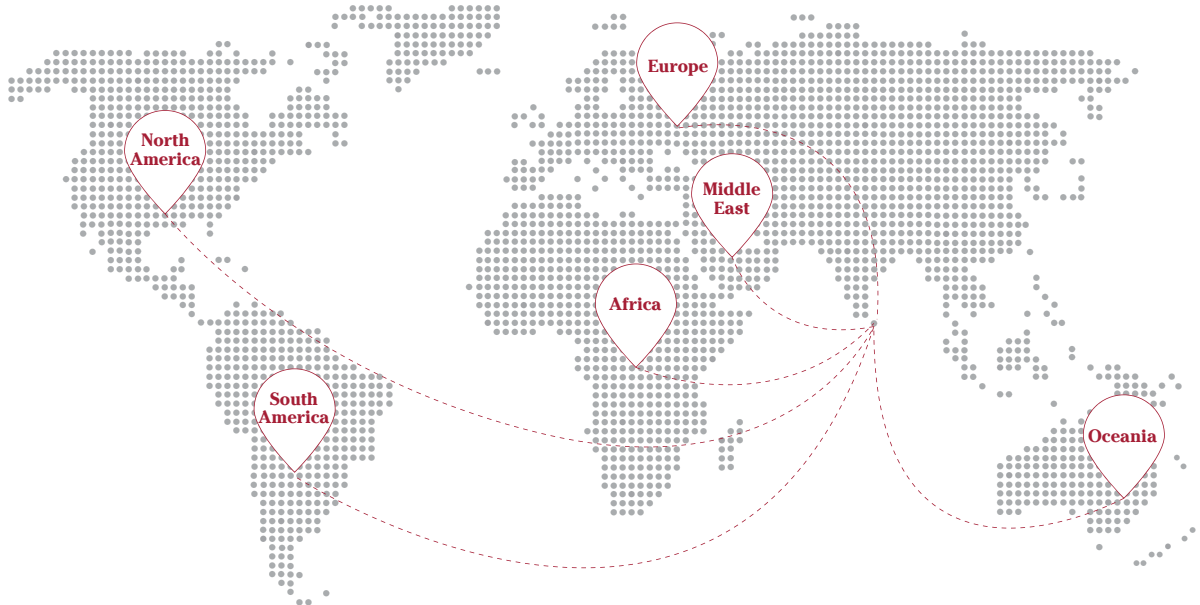 Europe
North
America
Middle
East
Africa
South
America
Oceania